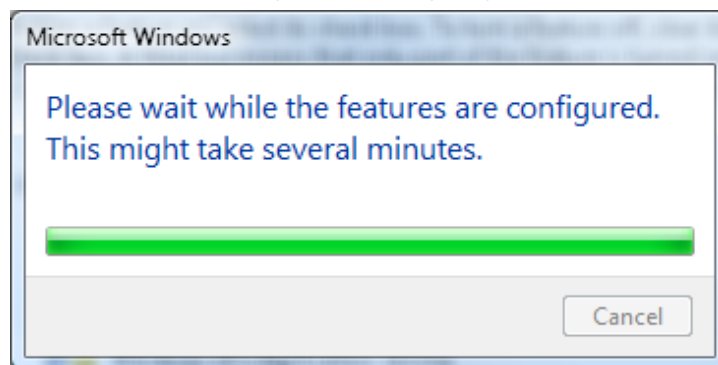 Microsoft Windows
Please wait while the features are configured.
This might take several minutes.
Cancel